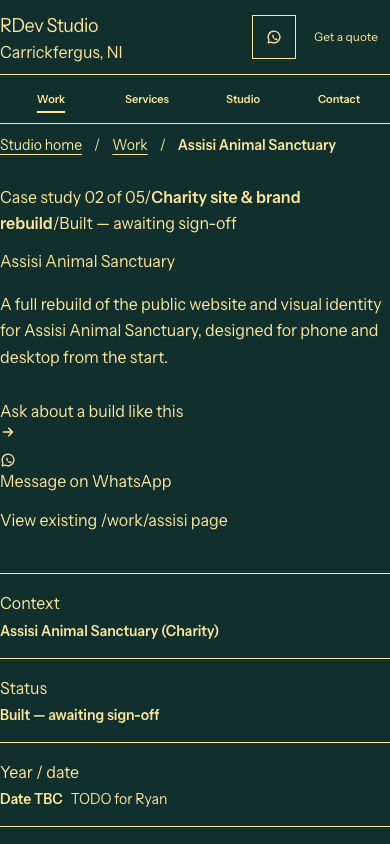 RDev Studio
Carrickfergus, NI
Get a quote
Work Services Studio Contact
Studio home / Work / Assisi Animal Sanctuary
Case study 02 of 05/Charity site & brand
rebuild/Built — awaiting sign-off
Assisi Animal Sanctuary
A full rebuild of the public website and visual identity
for Assisi Animal Sanctuary, designed for phone and
desktop from the start.
Ask about a build like this
→
Message on WhatsApp
View existing /work/assisi page
Context
Assisi Animal Sanctuary (Charity)
Status
Built — awaiting sign-off
Year / date
Date TBC TODO for Ryan